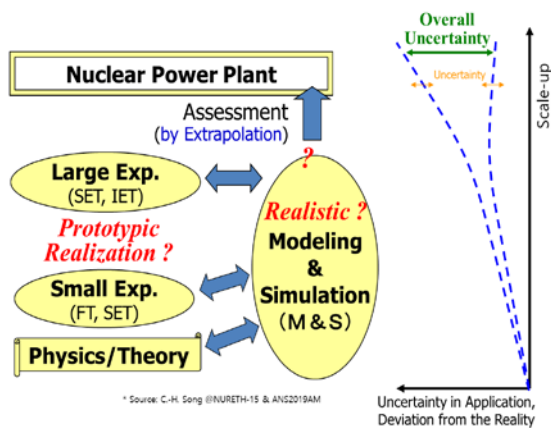 Nuclear Power Plant
Assessment
(by Extrapolation)
?
Large Exp.
(SET, IET)
Prototypic
Realization ?
Realistic ?
Modeling
&
Simulation
(M & S)
Small Exp.
(FT, SET)
Physics/Theory
* Source: C.-H. Song @NURETH-15 & ANS2019AM
Overall
Uncertainty
Uncertainty
Scale-up
Uncertainty in Application,
Deviation from the Reality